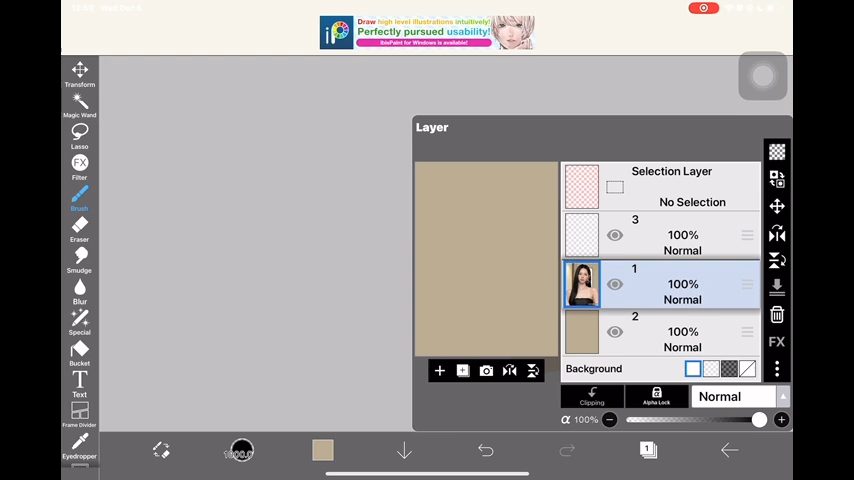 Draw high level illustrations intuitively!
Perfectly pursued usability!
ibisPaint for Windows is available!
iP
Layer
Transform
Magic Wand
Lasso
FX
Filter
Brush
Eraser
Smudge
Blur
Special
Bucket
T
Text
Frame Divider
Eyedropper
Selection Layer
No Selection
3
100%
Normal
1
100%
Normal
2
100%
Normal
Background
FX
Clipping
Alpha Lock
Normal
α 100%
1